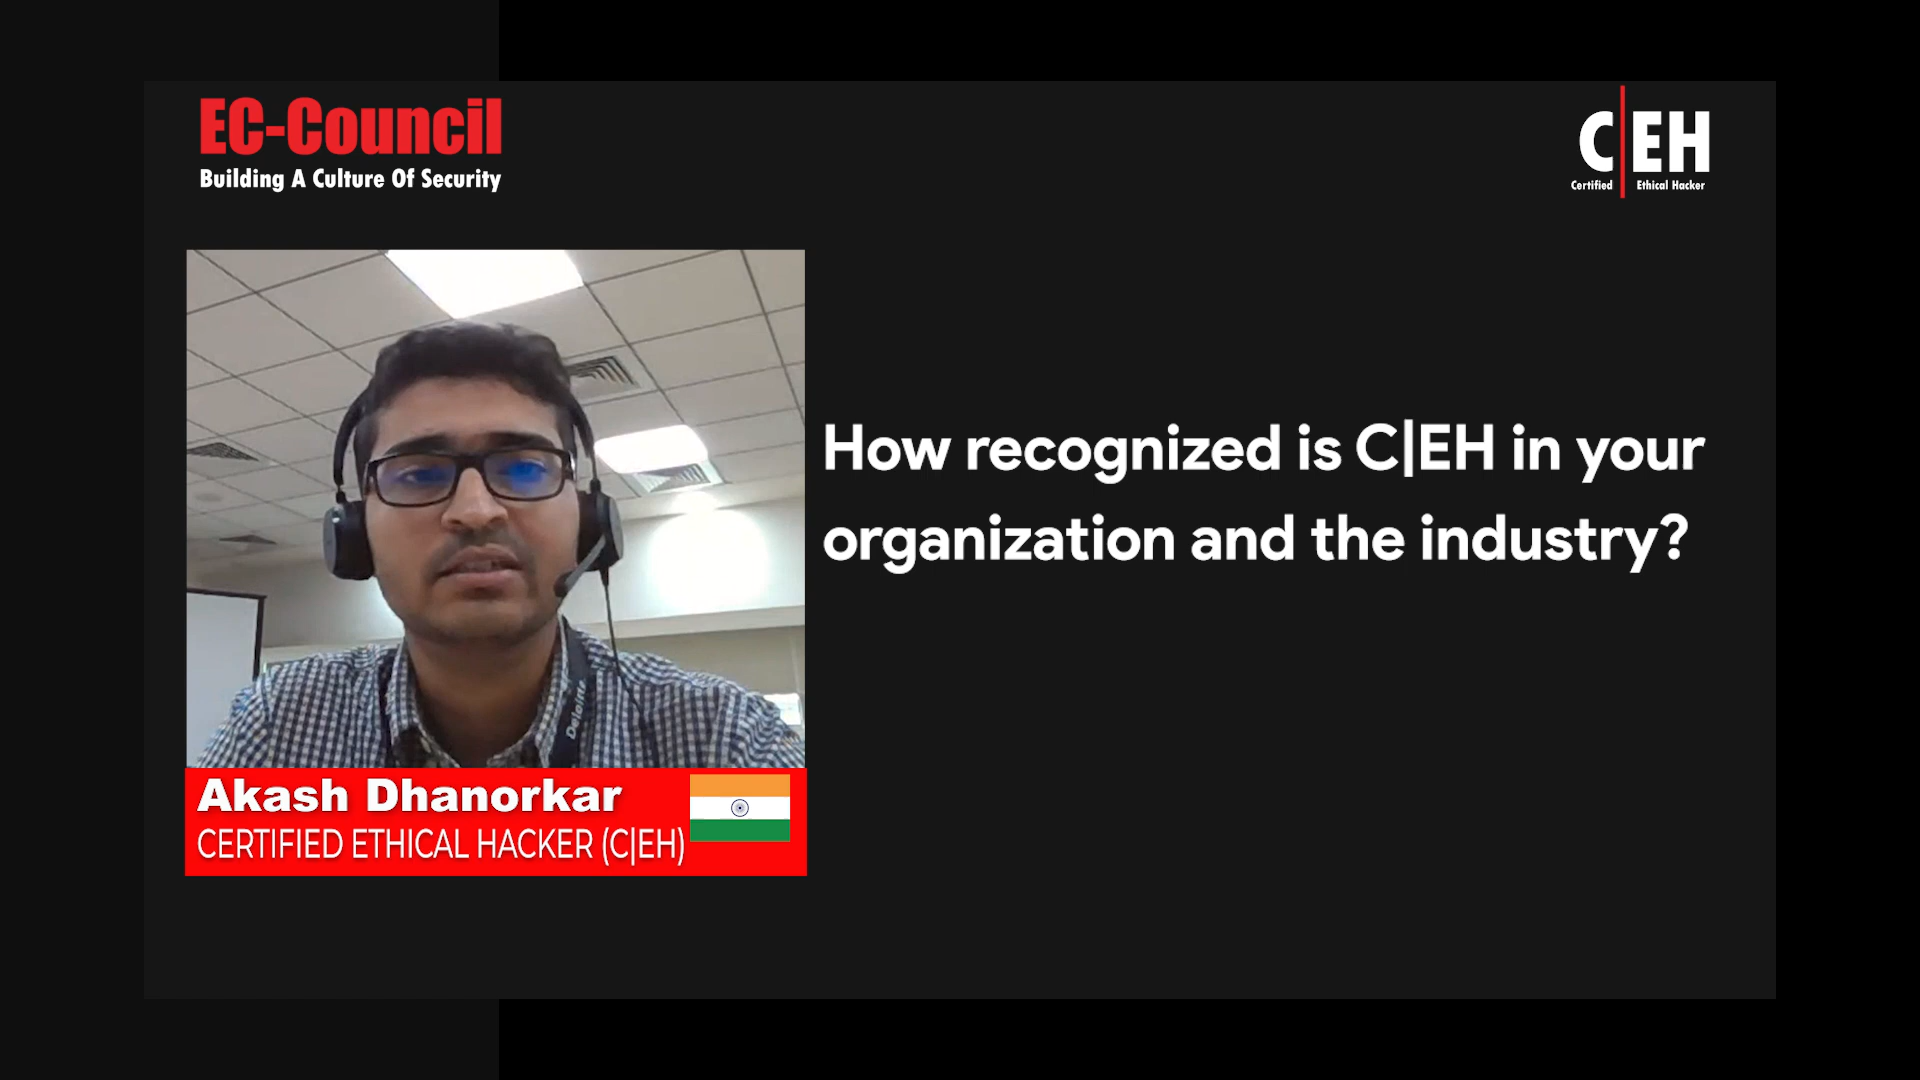 EC-Council
Building A Culture Of Security
C|EH
Certified Ethical Hacker
How recognized is C|EH in your
organization and the industry?
Deloitte
Akash Dhanorkar
CERTIFIED ETHICAL HACKER (C|EH)